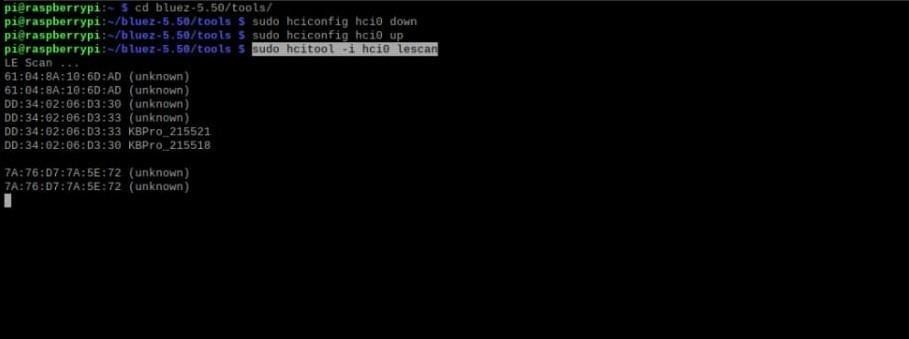 pi@raspberrypi:~ $ cd bluez-5.50/tools/
pi@raspberrypi:~/bluez-5.50/tools $ sudo hciconfig hci0 down
pi@raspberrypi:~/bluez-5.50/tools $ sudo hciconfig hci0 up
pi@raspberrypi:~/bluez-5.50/tools $ sudo hcitool -i hci0 lescan
LE Scan ...
61:04:8A:10:6D:AD (unknown)
61:04:8A:10:6D:AD (unknown)
DD:34:02:06:D3:30 (unknown)
DD:34:02:06:D3:33 (unknown)
DD:34:02:06:D3:33 KBPro_215521
DD:34:02:06:D3:30 KBPro_215518
7A:76:D7:7A:5E:72 (unknown)
7A:76:D7:7A:5E:72 (unknown)